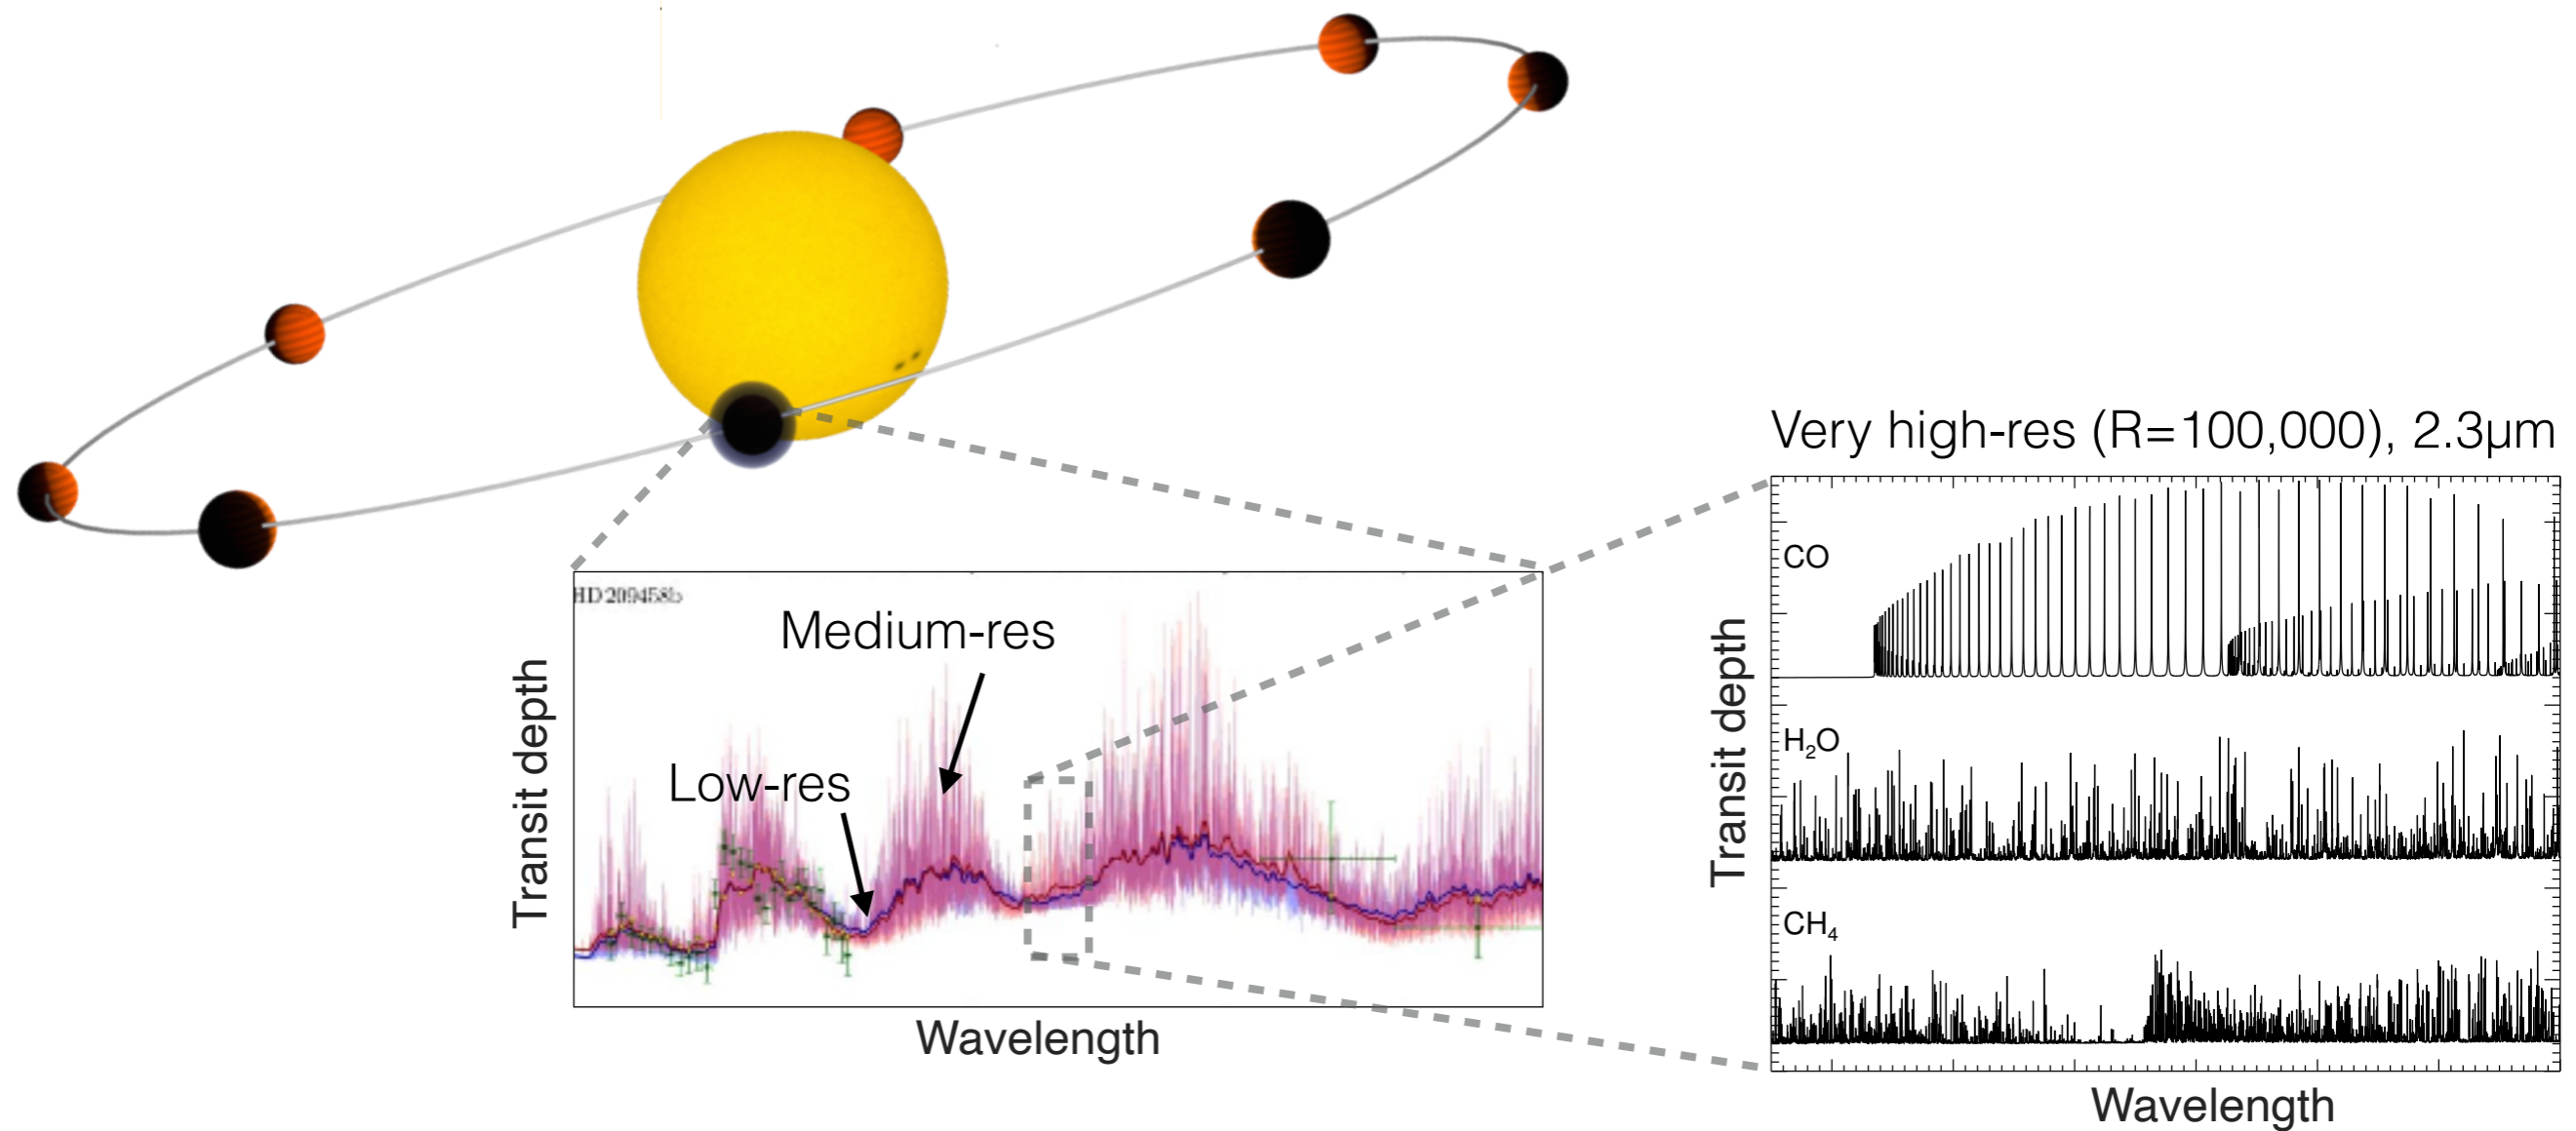 Very high-res (R=100,000), 2.3µm
CO
H₂O
CH₄
Transit depth
Wavelength
HD 209458b
Medium-res
Low-res
Transit depth
Wavelength